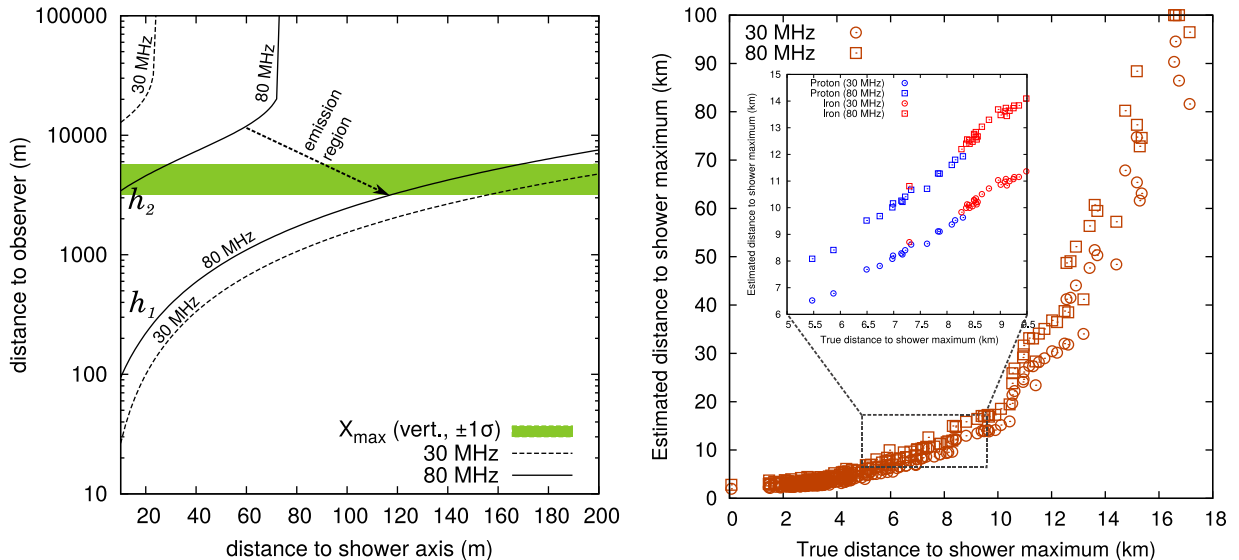 100000
10000
1000
100
10
distance to observer (m)
30 MHz
80 MHz
emission
region
h2
80 MHz
h1
30 MHz
Xmax (vert., ±1σ)
30 MHz
80 MHz
20 40 60 80 100 120 140 160 180 200
distance to shower axis (m)
100
90
80
70
60
50
40
30
20
10
0
Estimated distance to shower maximum (km)
30 MHz
80 MHz
15
14
13
12
11
10
9
8
7
6
Estimated distance to shower maximum (km)
Proton (30 MHz)
Proton (80 MHz)
Iron (30 MHz)
Iron (80 MHz)
5 5.5 6 6.5 7 7.5 8 8.5 9 9.5
True distance to shower maximum (km)
0 2 4 6 8 10 12 14 16 18
True distance to shower maximum (km)